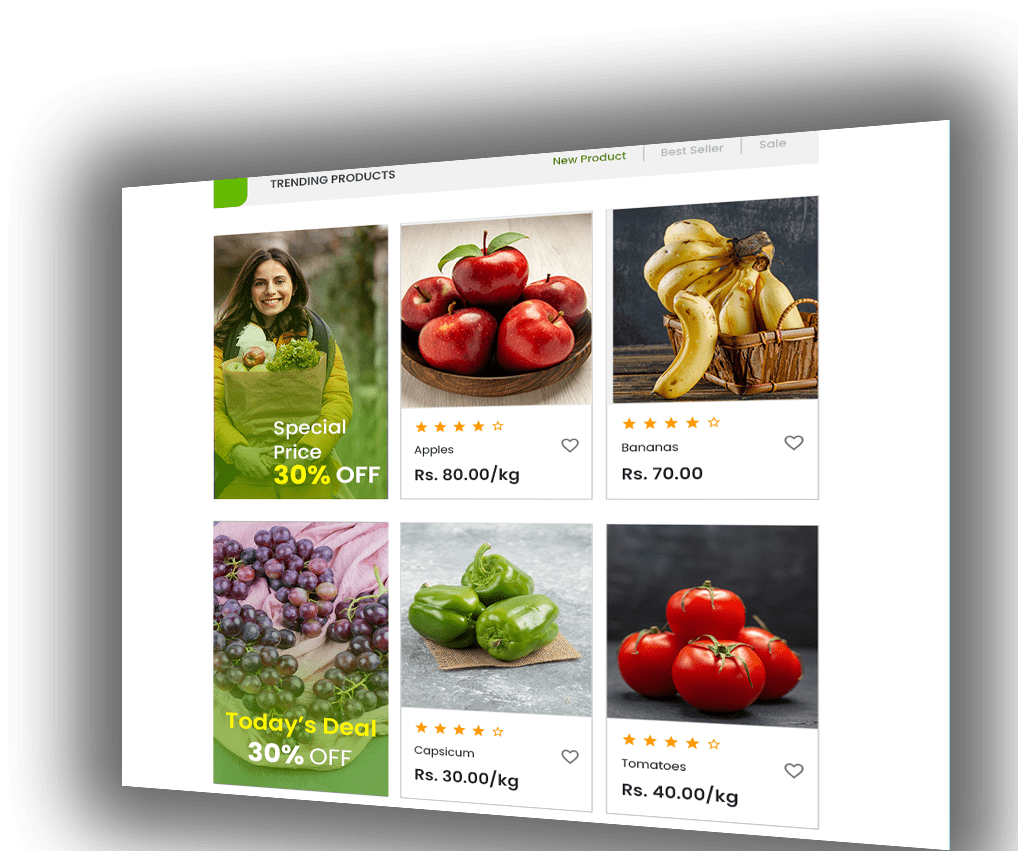 TRENDING PRODUCTS
New Product | Best Seller | Sale
Special
Price
30% OFF
Apples
Rs. 80.00/kg
Bananas
Rs. 70.00
Today's Deal
30% OFF
Capsicum
Rs. 30.00/kg
Tomatoes
Rs. 40.00/kg